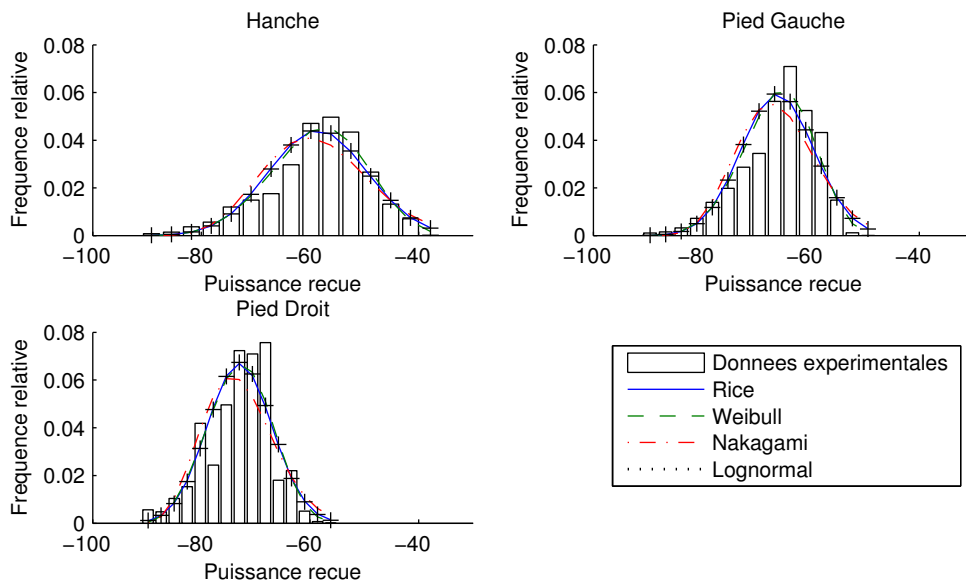 Hanche
0.08
0.06
0.04
0.02
0
Frequence relative
−100
−80
−60
−40
Puissance recue
Pied Gauche
0.08
0.06
0.04
0.02
0
Frequence relative
−100
−80
−60
−40
Puissance recue
Pied Droit
0.08
0.06
0.04
0.02
0
Frequence relative
−100
−80
−60
−40
Puissance recue
Donnees experimentales
Rice
Weibull
Nakagami
Lognormal